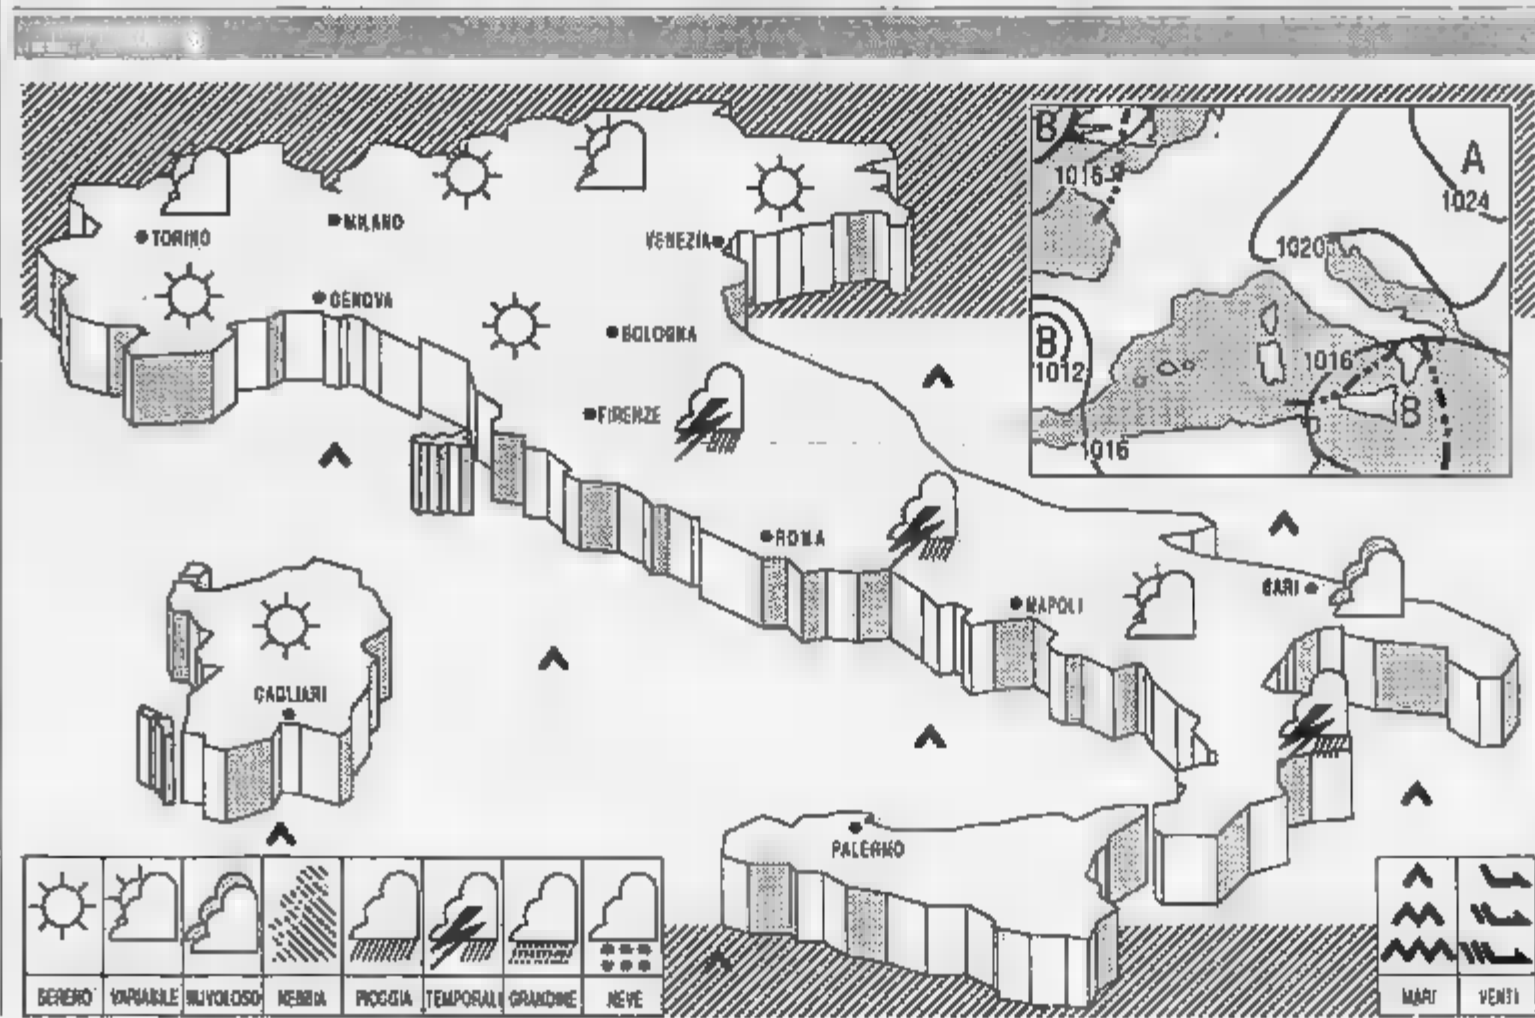 B
A
1016
1024
TORINO
MILANO
VENEZIA
1020
GENOVA
BOLOGNA
B
1012
1016
FIRENZE
B
1016
ROMA
BARI
NAPOLI
CAGLIARI
PALERMO
SERENO VARIABILE NUVOLOSO NEBBIA PIOGGIA TEMPORALI GRANDINE NEVE
MARI VENTI